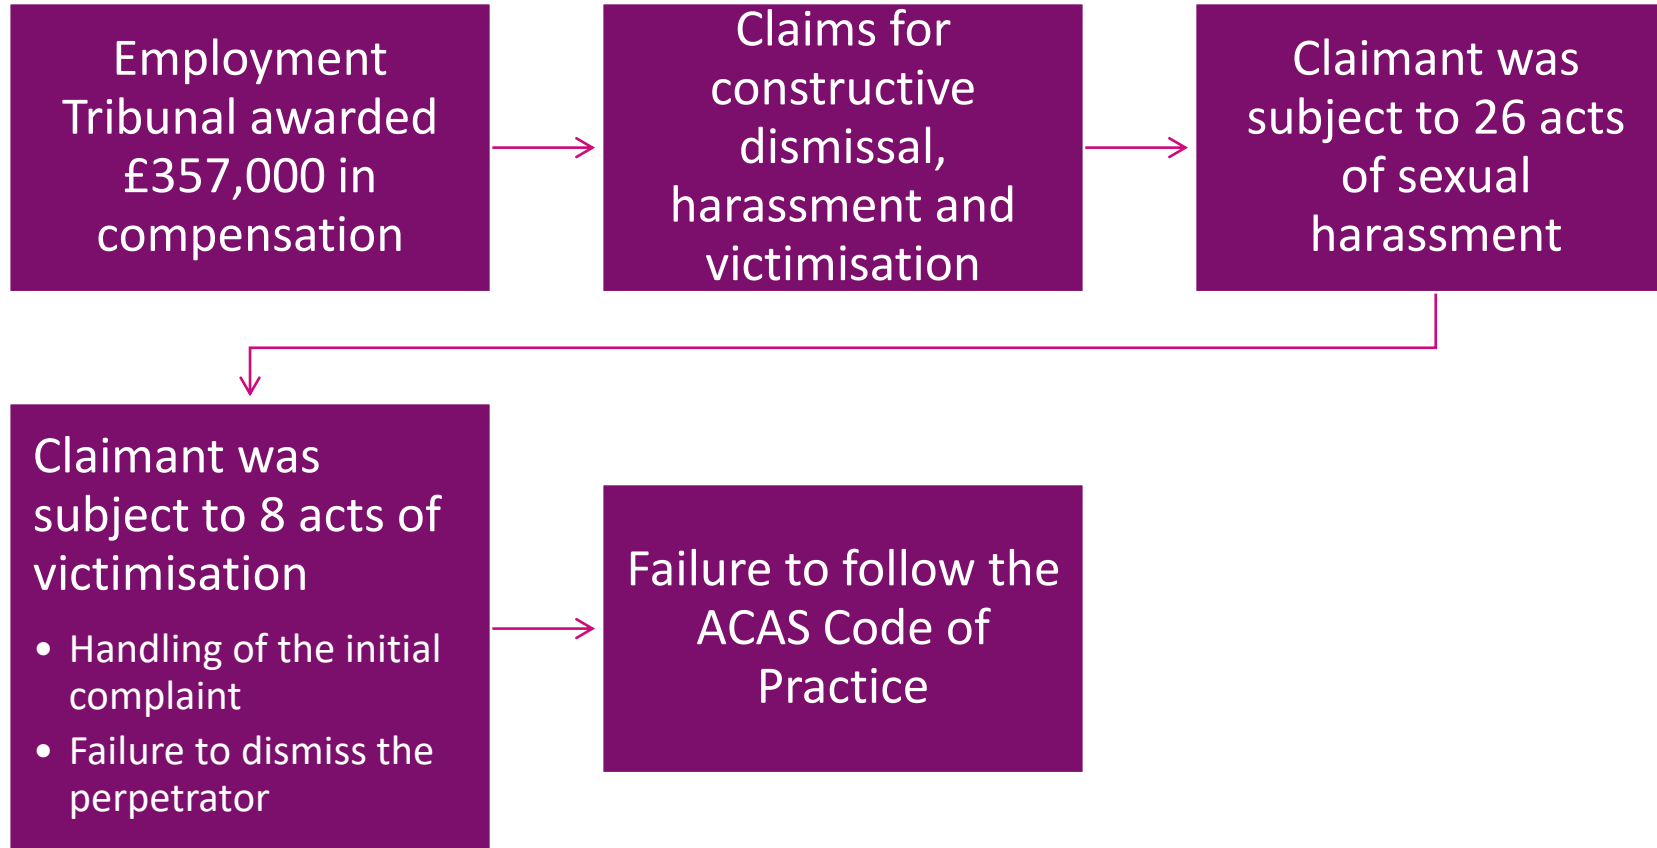 Employment
Tribunal awarded
£357,000 in
compensation
Claims for
constructive
dismissal,
harassment and
victimisation
Claimant was
subject to 26 acts
of sexual
harassment
Claimant was
subject to 8 acts of
victimisation
• Handling of the initial
complaint
• Failure to dismiss the
perpetrator
Failure to follow the
ACAS Code of
Practice